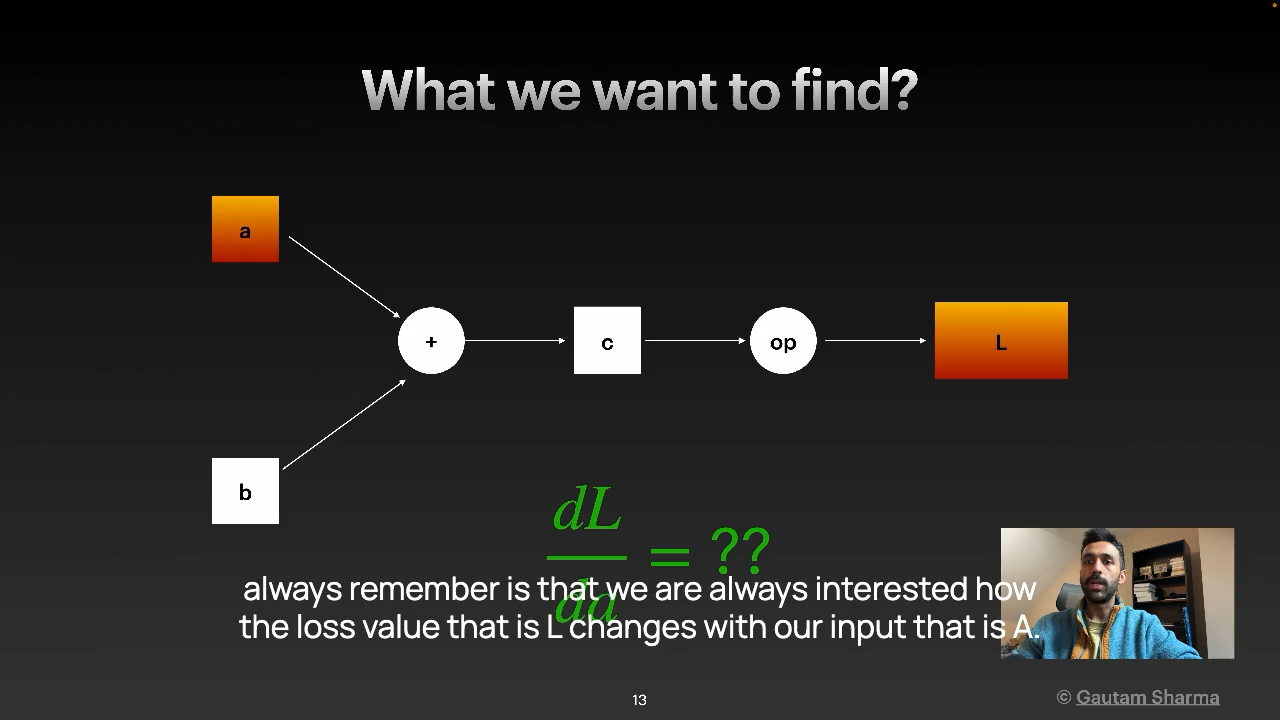 What we want to find?
a
+
c
op
L
b
dL
= ??
da
always remember is that we are always interested how
the loss value that is L changes with our input that is A.
13
© Gautam Sharma